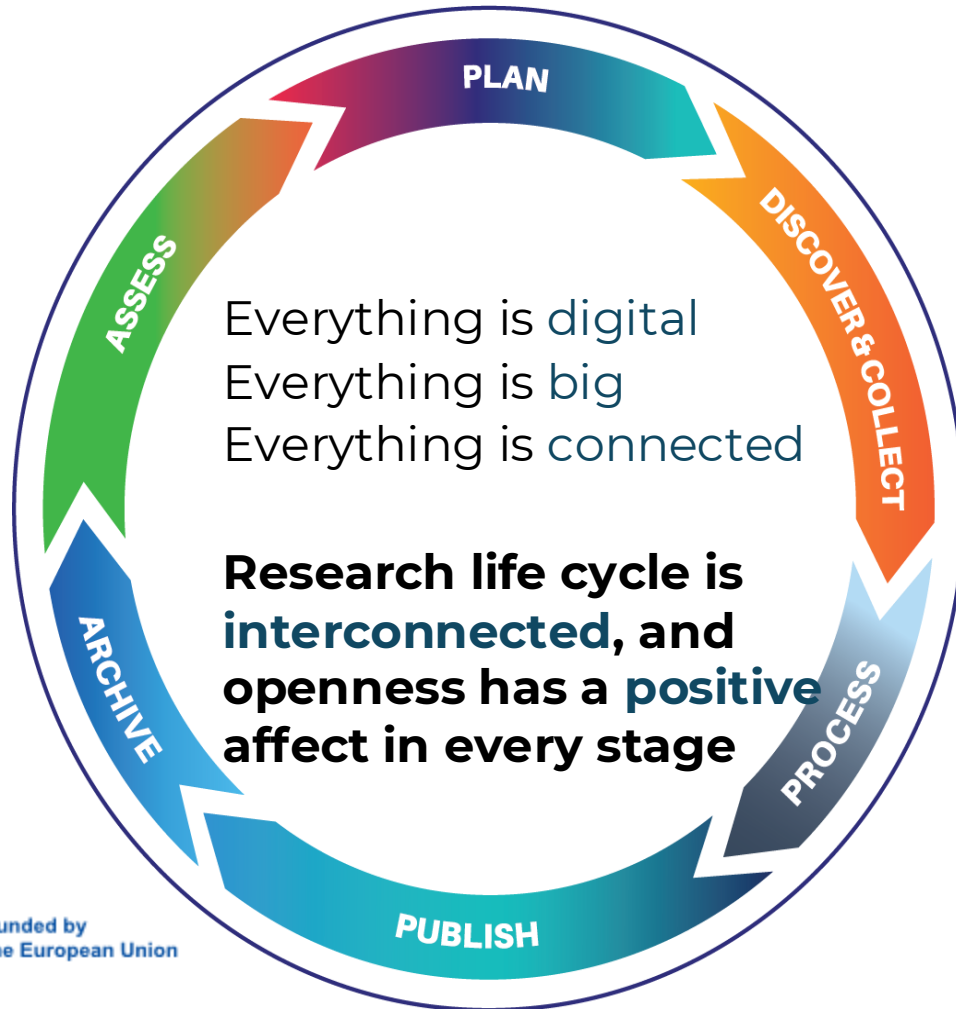 PLAN
DISCOVER & COLLECT
ASSESS
Everything is digital
Everything is big
Everything is connected
Research life cycle is
interconnected, and
openness has a positive
affect in every stage
ARCHIVE
PROCESS
PUBLISH
unded by
he European Union